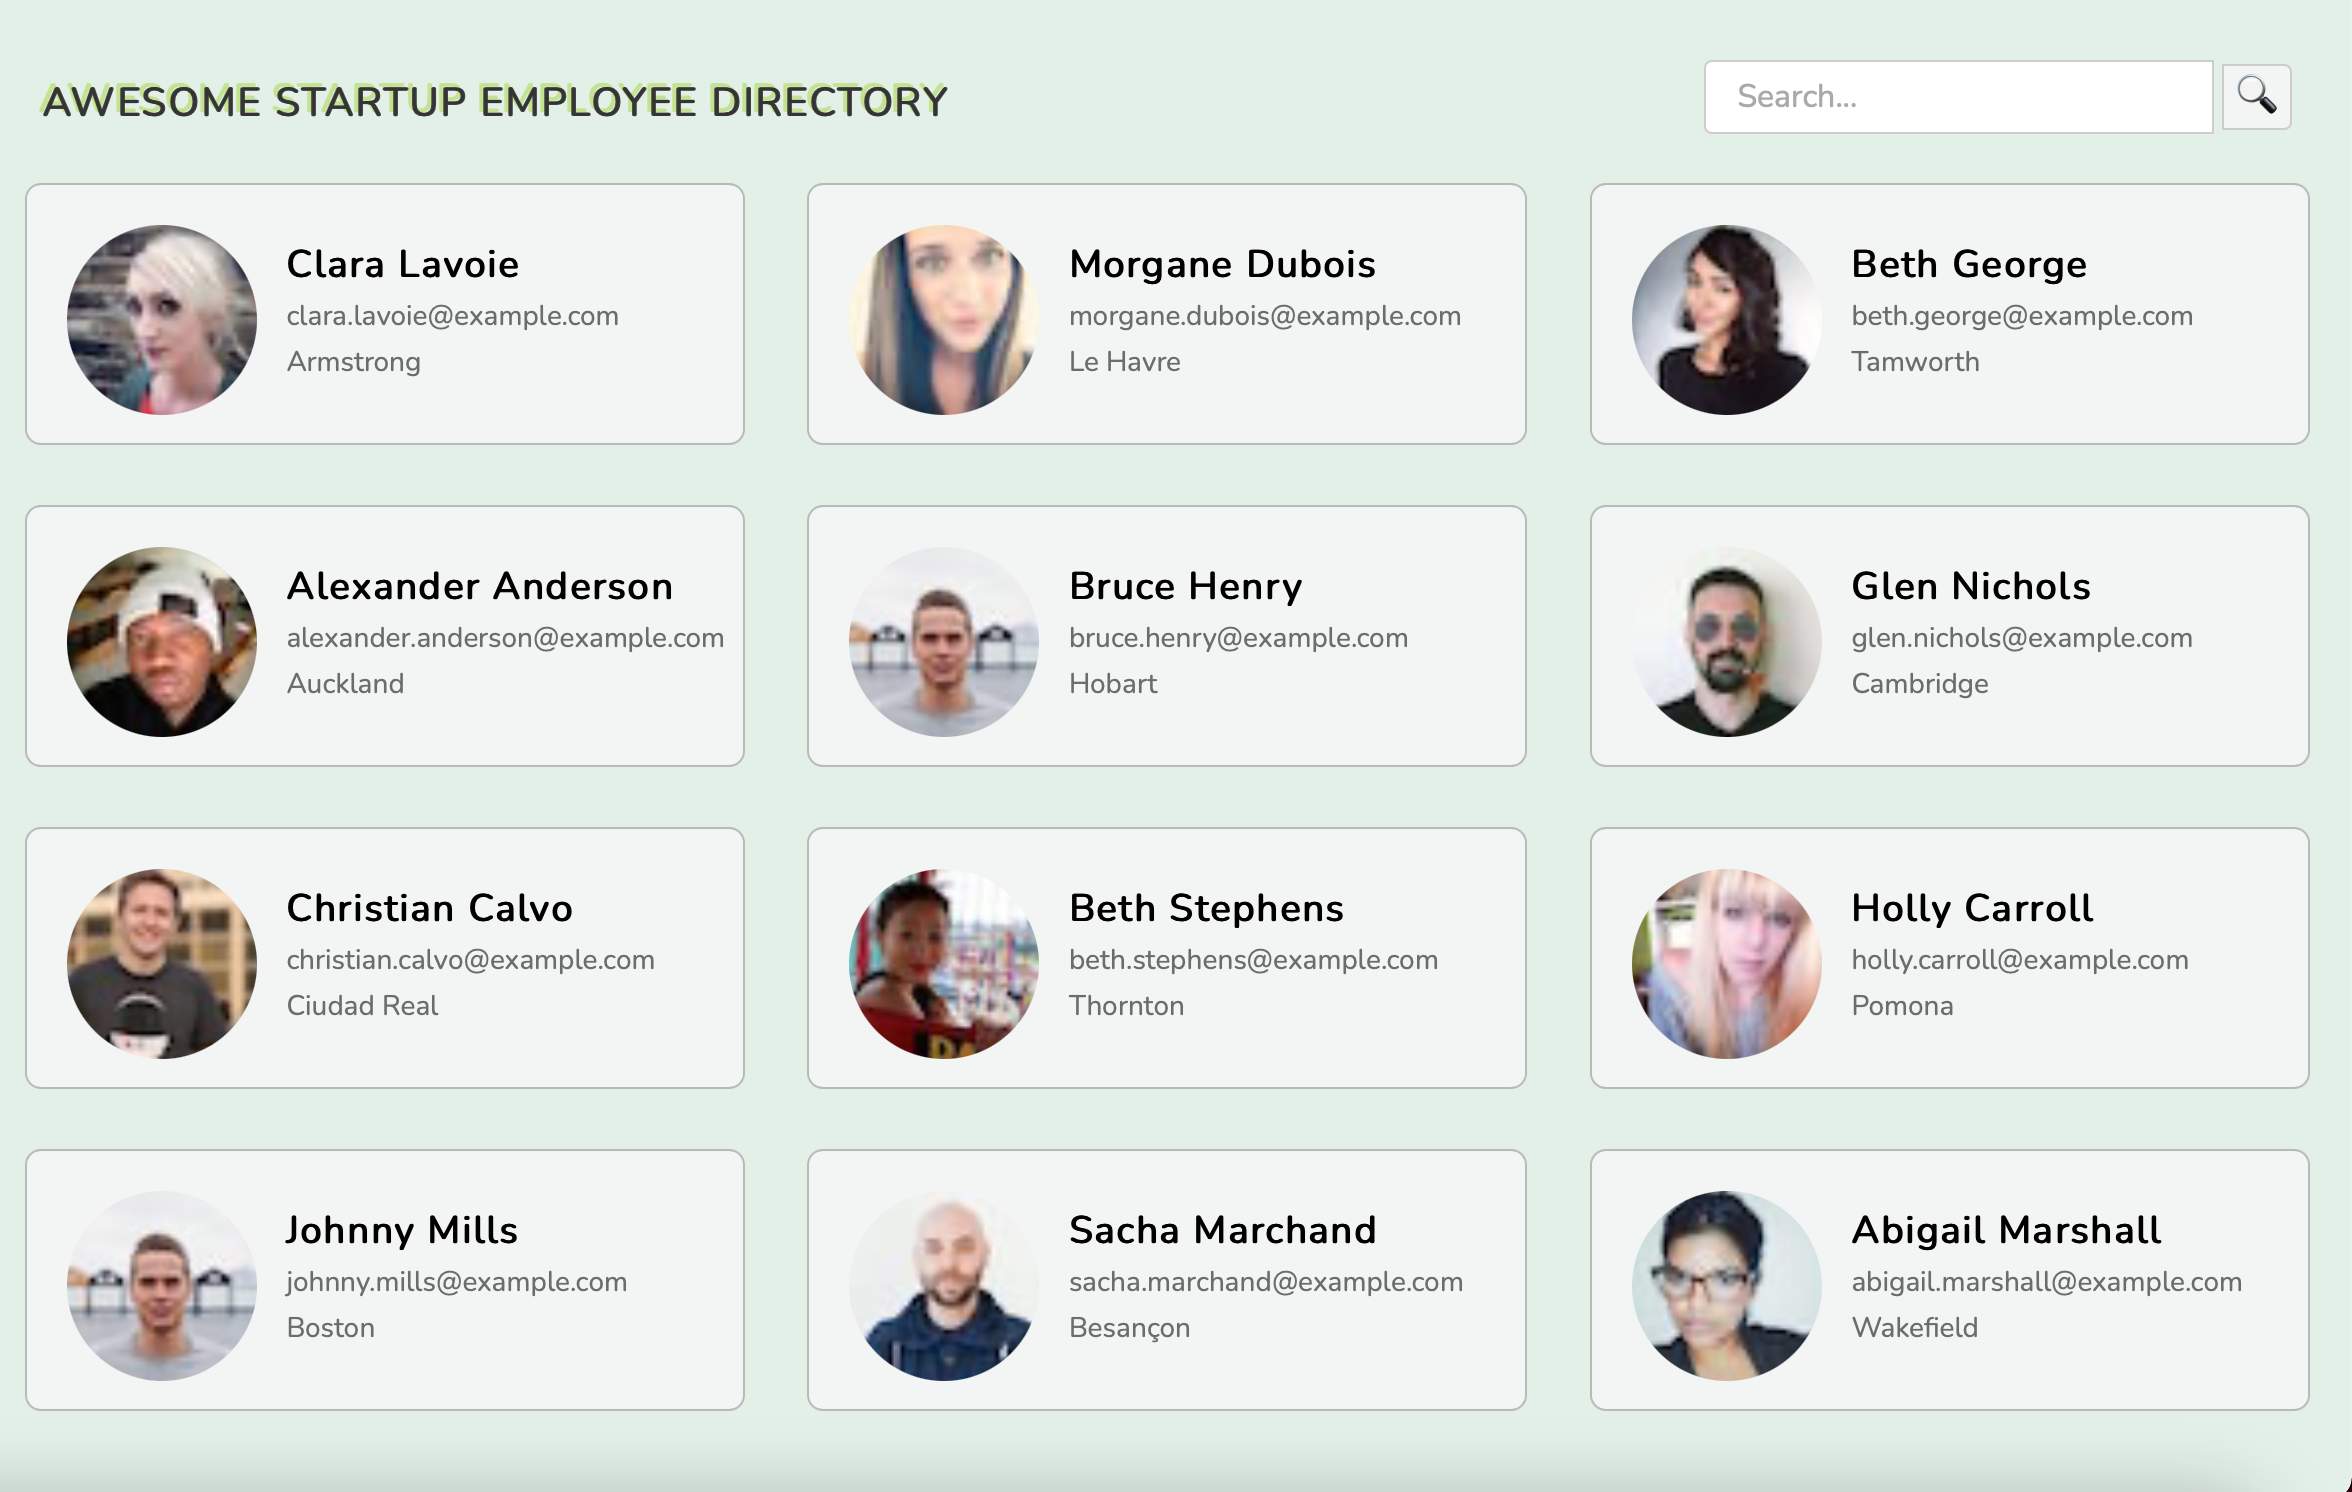 AWESOME STARTUP EMPLOYEE DIRECTORY
Search...
Clara Lavoie
clara.lavoie@example.com
Armstrong
Morgane Dubois
morgane.dubois@example.com
Le Havre
Beth George
beth.george@example.com
Tamworth
Alexander Anderson
alexander.anderson@example.com
Auckland
Bruce Henry
bruce.henry@example.com
Hobart
Glen Nichols
glen.nichols@example.com
Cambridge
Christian Calvo
christian.calvo@example.com
Ciudad Real
Beth Stephens
beth.stephens@example.com
Thornton
Holly Carroll
holly.carroll@example.com
Pomona
Johnny Mills
johnny.mills@example.com
Boston
Sacha Marchand
sacha.marchand@example.com
Besançon
Abigail Marshall
abigail.marshall@example.com
Wakefield